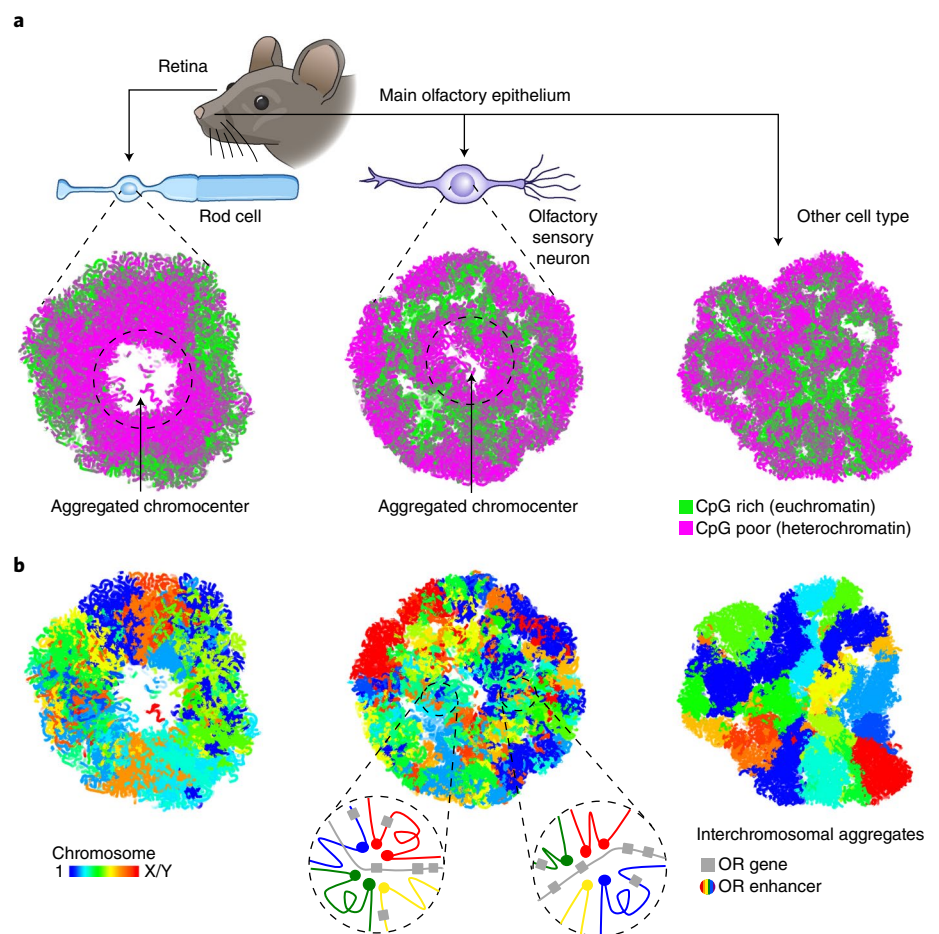 a
Retina
Main olfactory epithelium
Rod cell
Olfactory
sensory
neuron
Other cell type
Aggregated chromocenter
Aggregated chromocenter
CpG rich (euchromatin)
CpG poor (heterochromatin)
b
Chromosome
1 X/Y
Interchromosomal aggregates
OR gene
OR enhancer